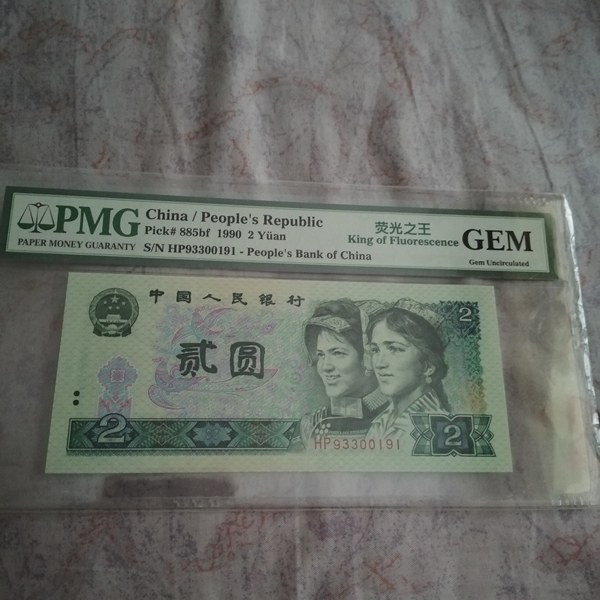 PMG
PAPER MONEY GUARANTY
China / People's Republic
Pick# 885bf 1990 2 Yüan
S/N HP93300191 - People's Bank of China
荧光之王
King of Fluorescence
GEM
Gem Uncirculated
中国人民银行
贰圆
2
HP93300191
2
2